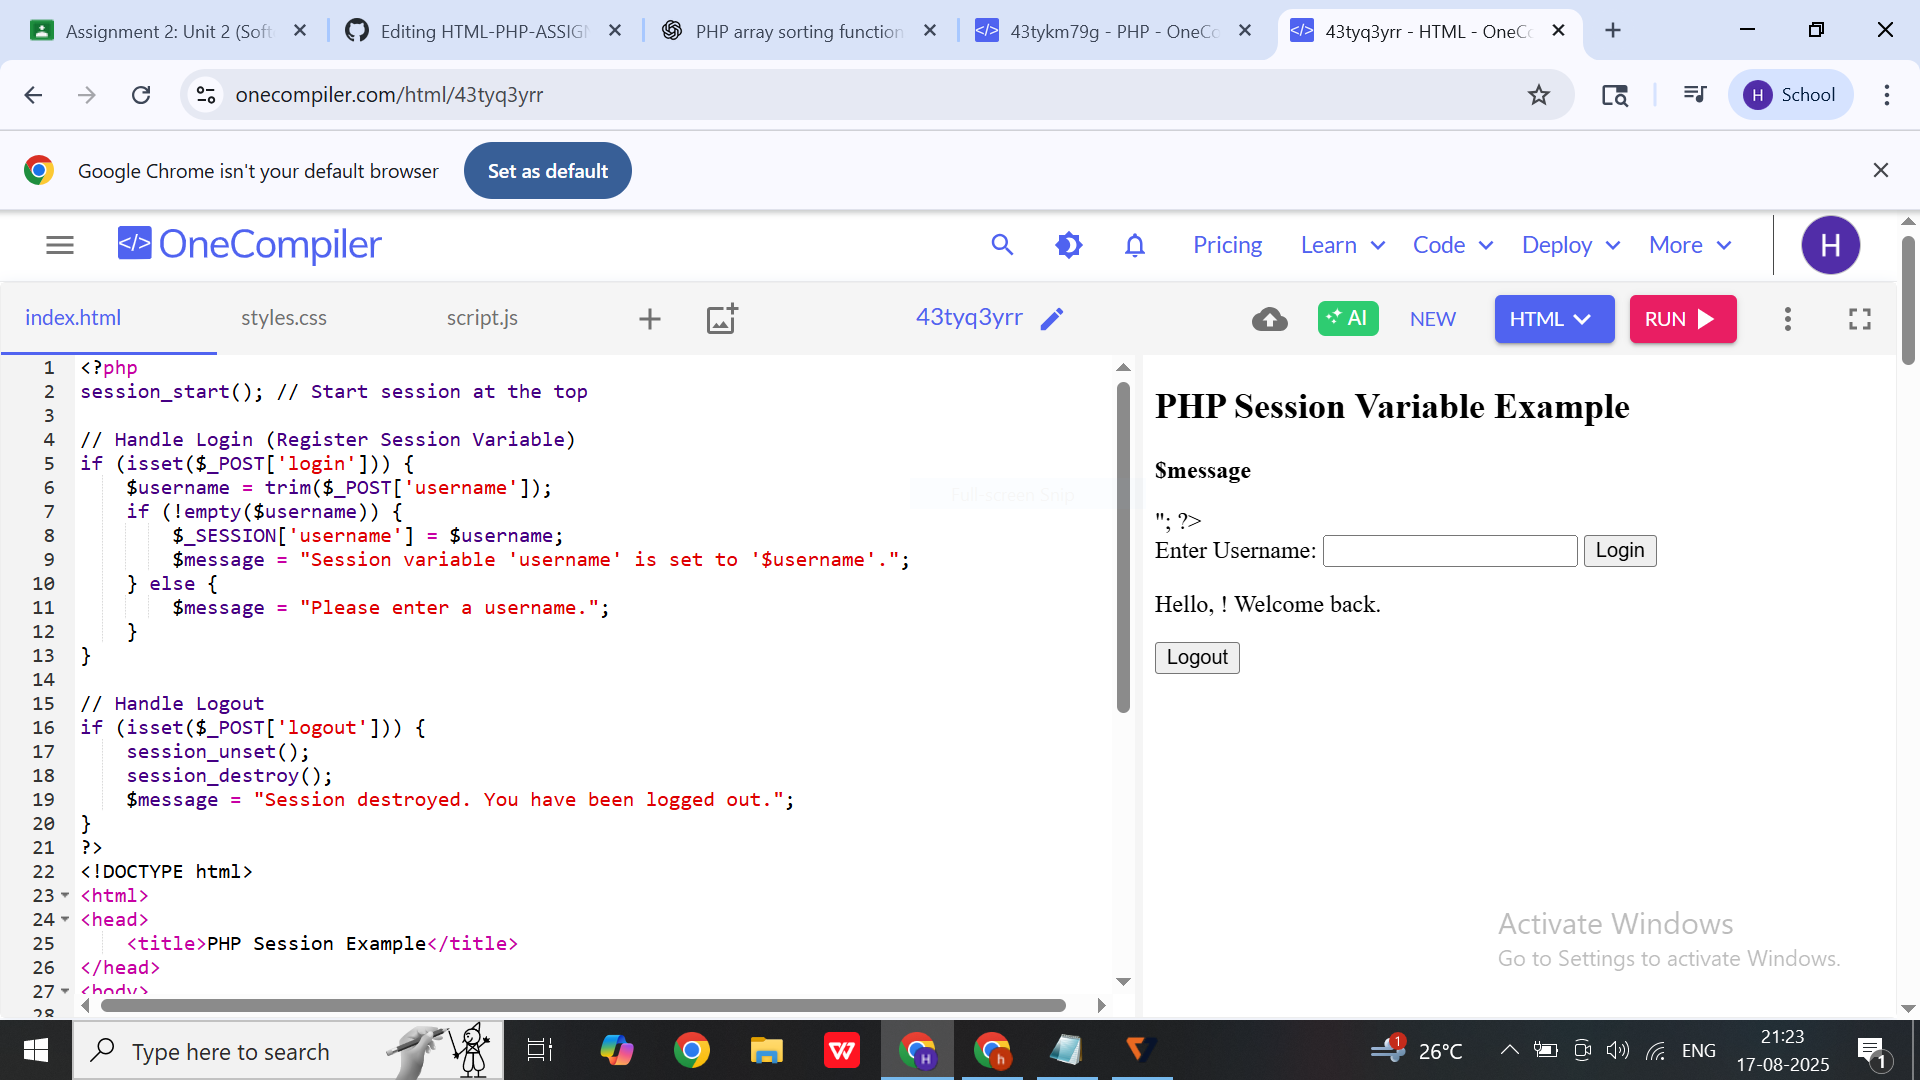 Assignment 2: Unit 2 (Soft
Editing HTML-PHP-ASSIGN
PHP array sorting function
43tykm79g - PHP - OneCo
43tyq3yrr - HTML - OneCo
onecompiler.com/html/43tyq3yrr
H School
Google Chrome isn't your default browser
Set as default
</> OneCompiler
Pricing
Learn
Code
Deploy
More
H
index.html
styles.css
script.js
43tyq3yrr
AI
NEW
HTML
RUN
1 <?php
2 session_start(); // Start session at the top
3
4 // Handle Login (Register Session Variable)
5 if (isset($_POST['login'])) {
6 $username = trim($_POST['username']);
7 if (!empty($username)) {
8 $_SESSION['username'] = $username;
9 $message = "Session variable 'username' is set to '$username'.";
10 } else {
11 $message = "Please enter a username.";
12 }
13 }
14
15 // Handle Logout
16 if (isset($_POST['logout'])) {
17 session_unset();
18 session_destroy();
19 $message = "Session destroyed. You have been logged out.";
20 }
21 ?>
22 <!DOCTYPE html>
23 <html>
24 <head>
25 <title>PHP Session Example</title>
26 </head>
27 <body>
28
Full-screen Snip
PHP Session Variable Example
$message
"; ?>
Enter Username:
Login
Hello, ! Welcome back.
Logout
Activate Windows
Go to Settings to activate Windows.
Type here to search
W
H
h
1
26°C
ENG
21:23
17-08-2025
1